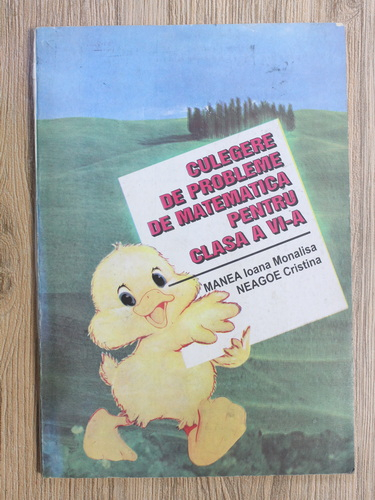 CULEGERE
DE PROBLEME
DE MATEMATICA
PENTRU
CLASA A VI-A
MANEA Ioana Monalisa
NEAGOE Cristina